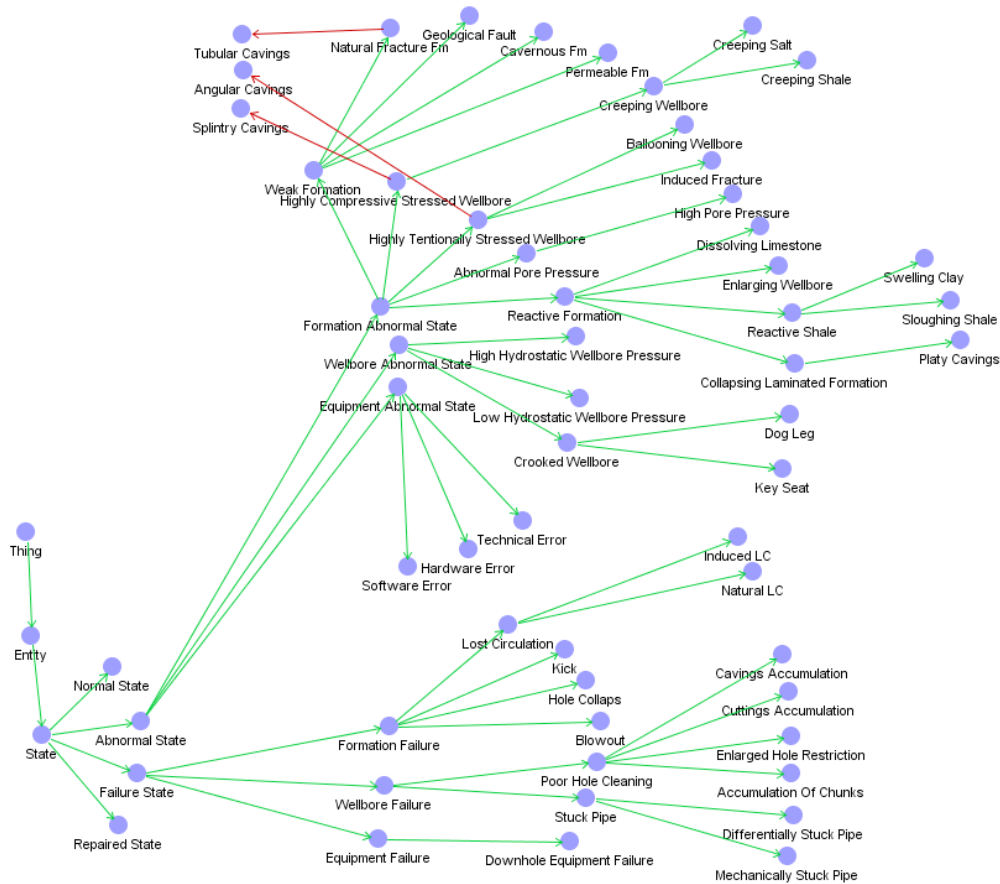 Tubular Cavings
Natural Fracture Fm
Geological Fault
Cavernous Fm
Permeable Fm
Creeping Salt
Creeping Shale
Angular Cavings
Creeping Wellbore
Splintry Cavings
Ballooning Wellbore
Induced Fracture
Weak Formation
Highly Compressive Stressed Wellbore
High Pore Pressure
Highly Tentionally Stressed Wellbore
Dissolving Limestone
Abnormal Pore Pressure
Enlarging Wellbore
Swelling Clay
Formation Abnormal State
Reactive Formation
Reactive Shale
Sloughing Shale
Wellbore Abnormal State
High Hydrostatic Wellbore Pressure
Platy Cavings
Collapsing Laminated Formation
Equipment Abnormal State
Low Hydrostatic Wellbore Pressure
Dog Leg
Crooked Wellbore
Key Seat
Technical Error
Hardware Error
Software Error
Thing
Induced LC
Natural LC
Entity
Lost Circulation
Kick
Normal State
Cavings Accumulation
Hole Collaps
Cuttings Accumulation
Abnormal State
State
Formation Failure
Blowout
Enlarged Hole Restriction
Failure State
Poor Hole Cleaning
Accumulation Of Chunks
Wellbore Failure
Stuck Pipe
Differentially Stuck Pipe
Repaired State
Equipment Failure
Downhole Equipment Failure
Mechanically Stuck Pipe